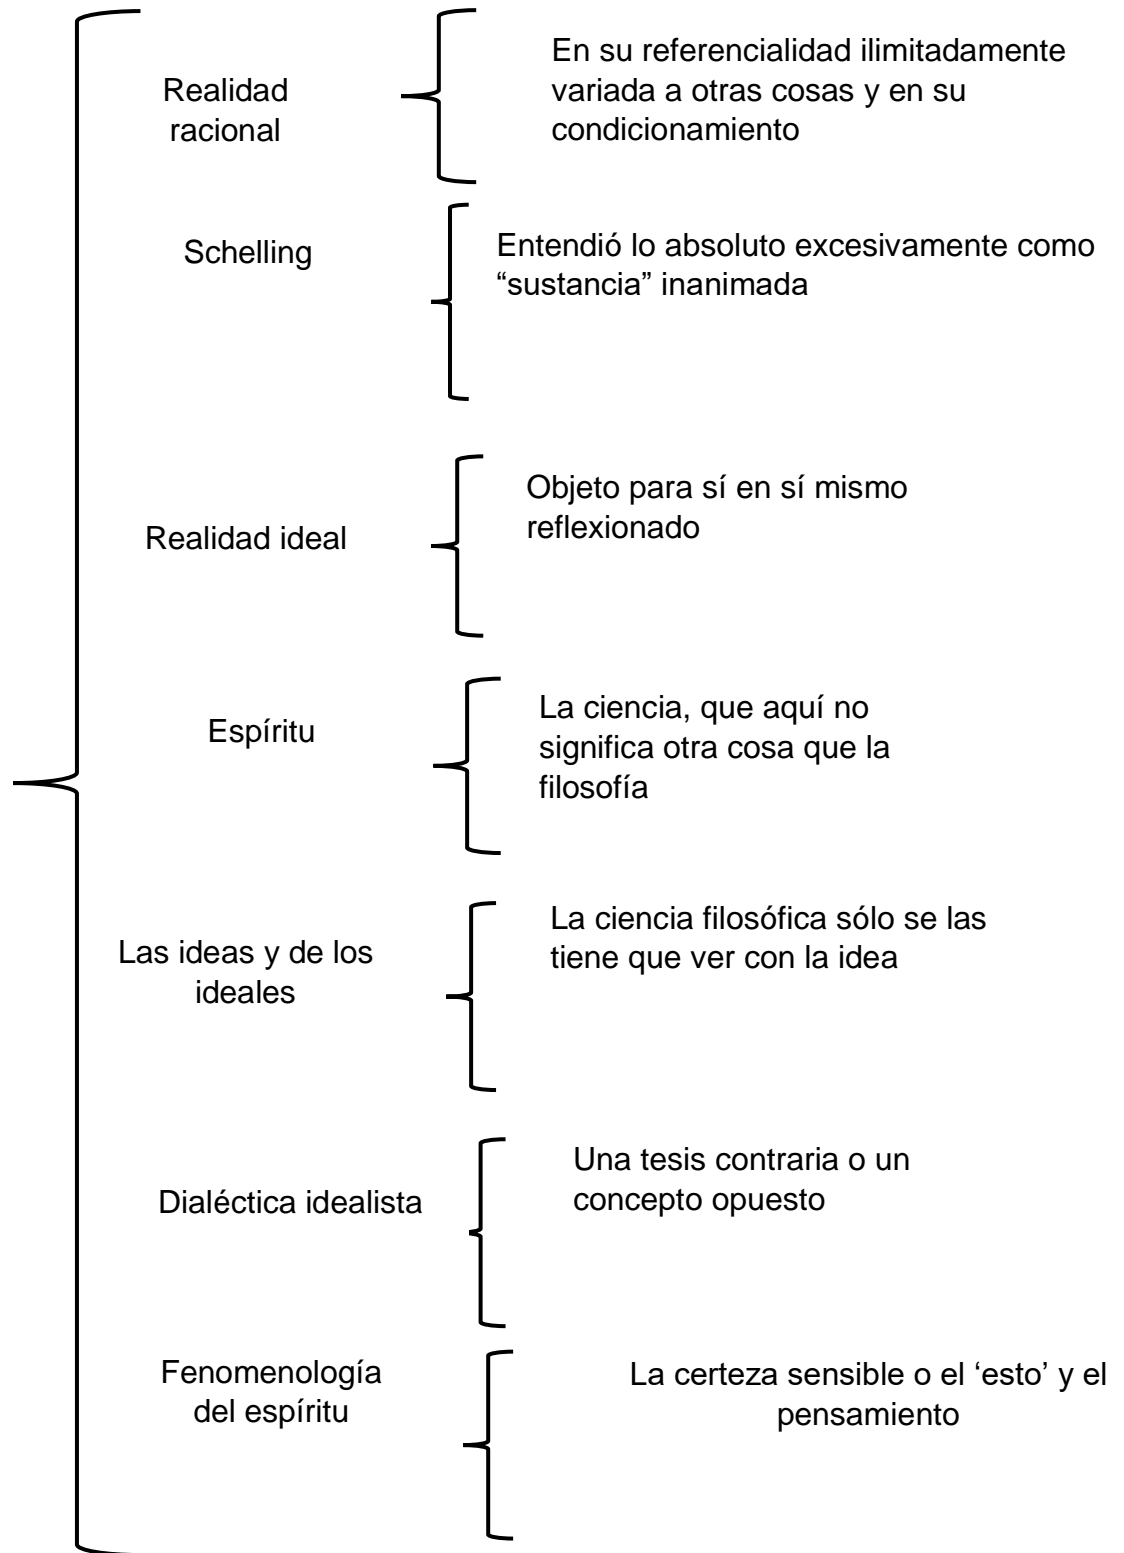 Realidad
racional
En su referencialidad ilimitadamente
variada a otras cosas y en su
condicionamiento
Schelling
Entendió lo absoluto excesivamente como
“sustancia” inanimada
Realidad ideal
Objeto para sí en sí mismo
reflexionado
Espíritu
La ciencia, que aquí no
significa otra cosa que la
filosofía
Las ideas y de los
ideales
La ciencia filosófica sólo se las
tiene que ver con la idea
Dialéctica idealista
Una tesis contraria o un
concepto opuesto
Fenomenología
del espíritu
La certeza sensible o el ‘esto’ y el
pensamiento